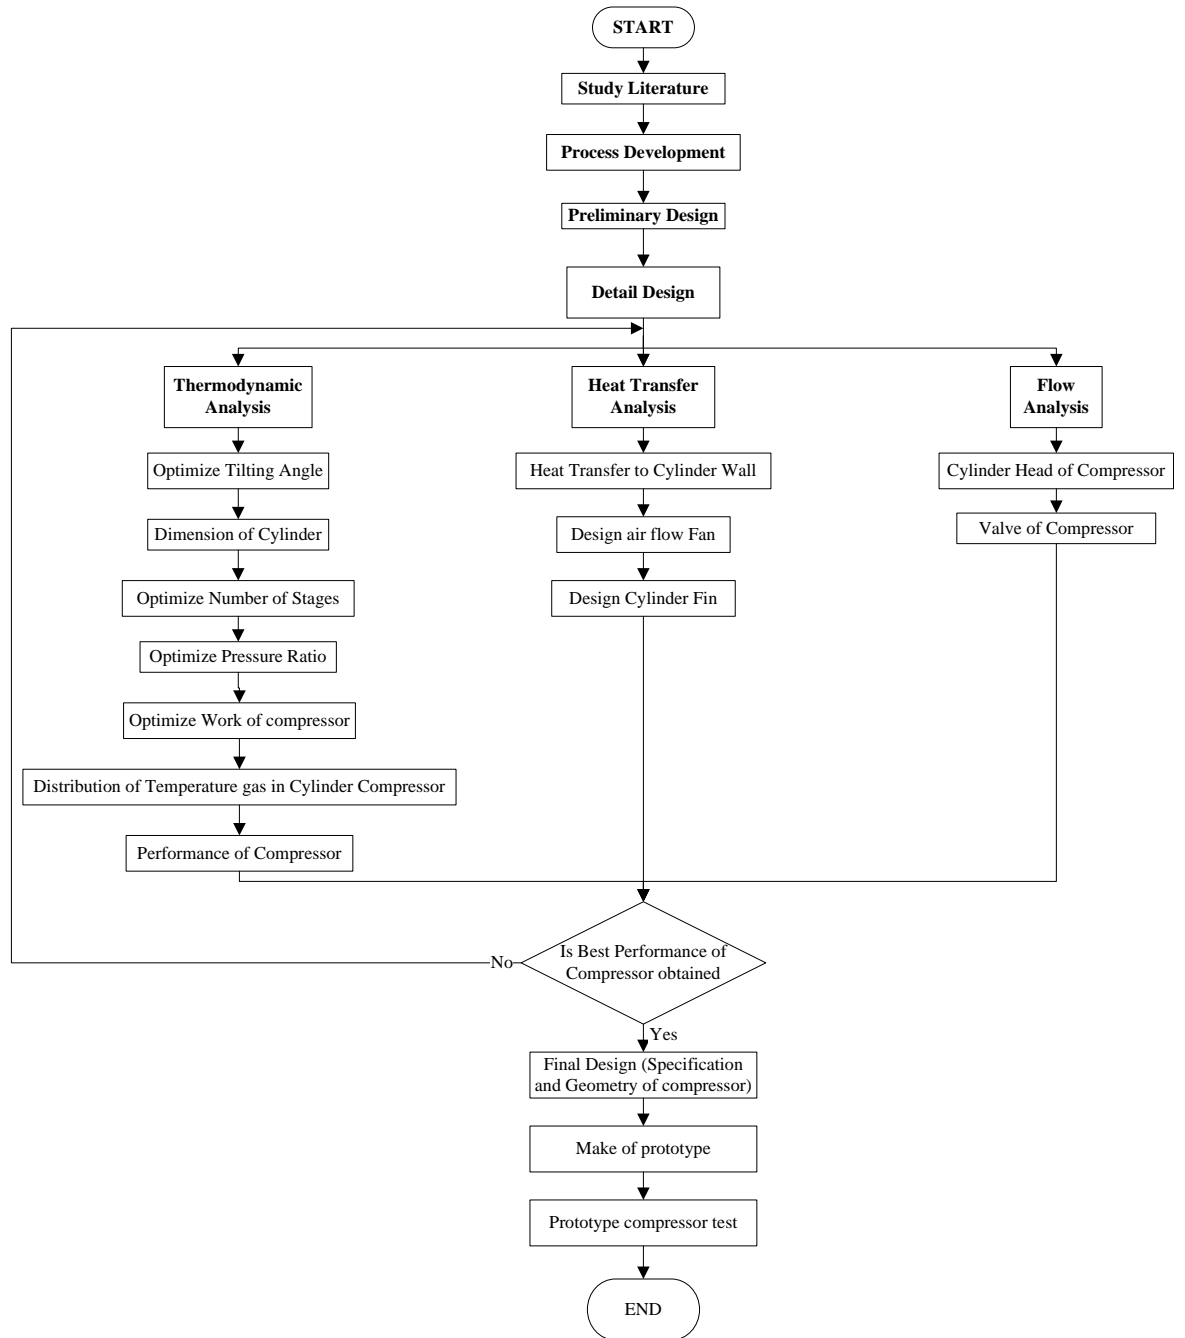 START
Study Literature
Process Development
Preliminary Design
Detail Design
Thermodynamic
Analysis
Optimize Tilting Angle
Dimension of Cylinder
Optimize Number of Stages
Optimize Pressure Ratio
Optimize Work of compressor
Distribution of Temperature gas in Cylinder Compressor
Performance of Compressor
Heat Transfer
Analysis
Heat Transfer to Cylinder Wall
Design air flow Fan
Design Cylinder Fin
Flow
Analysis
Cylinder Head of Compressor
Valve of Compressor
Is Best Performance of
Compressor obtained
No
Yes
Final Design (Specification
and Geometry of compressor)
Make of prototype
Prototype compressor test
END